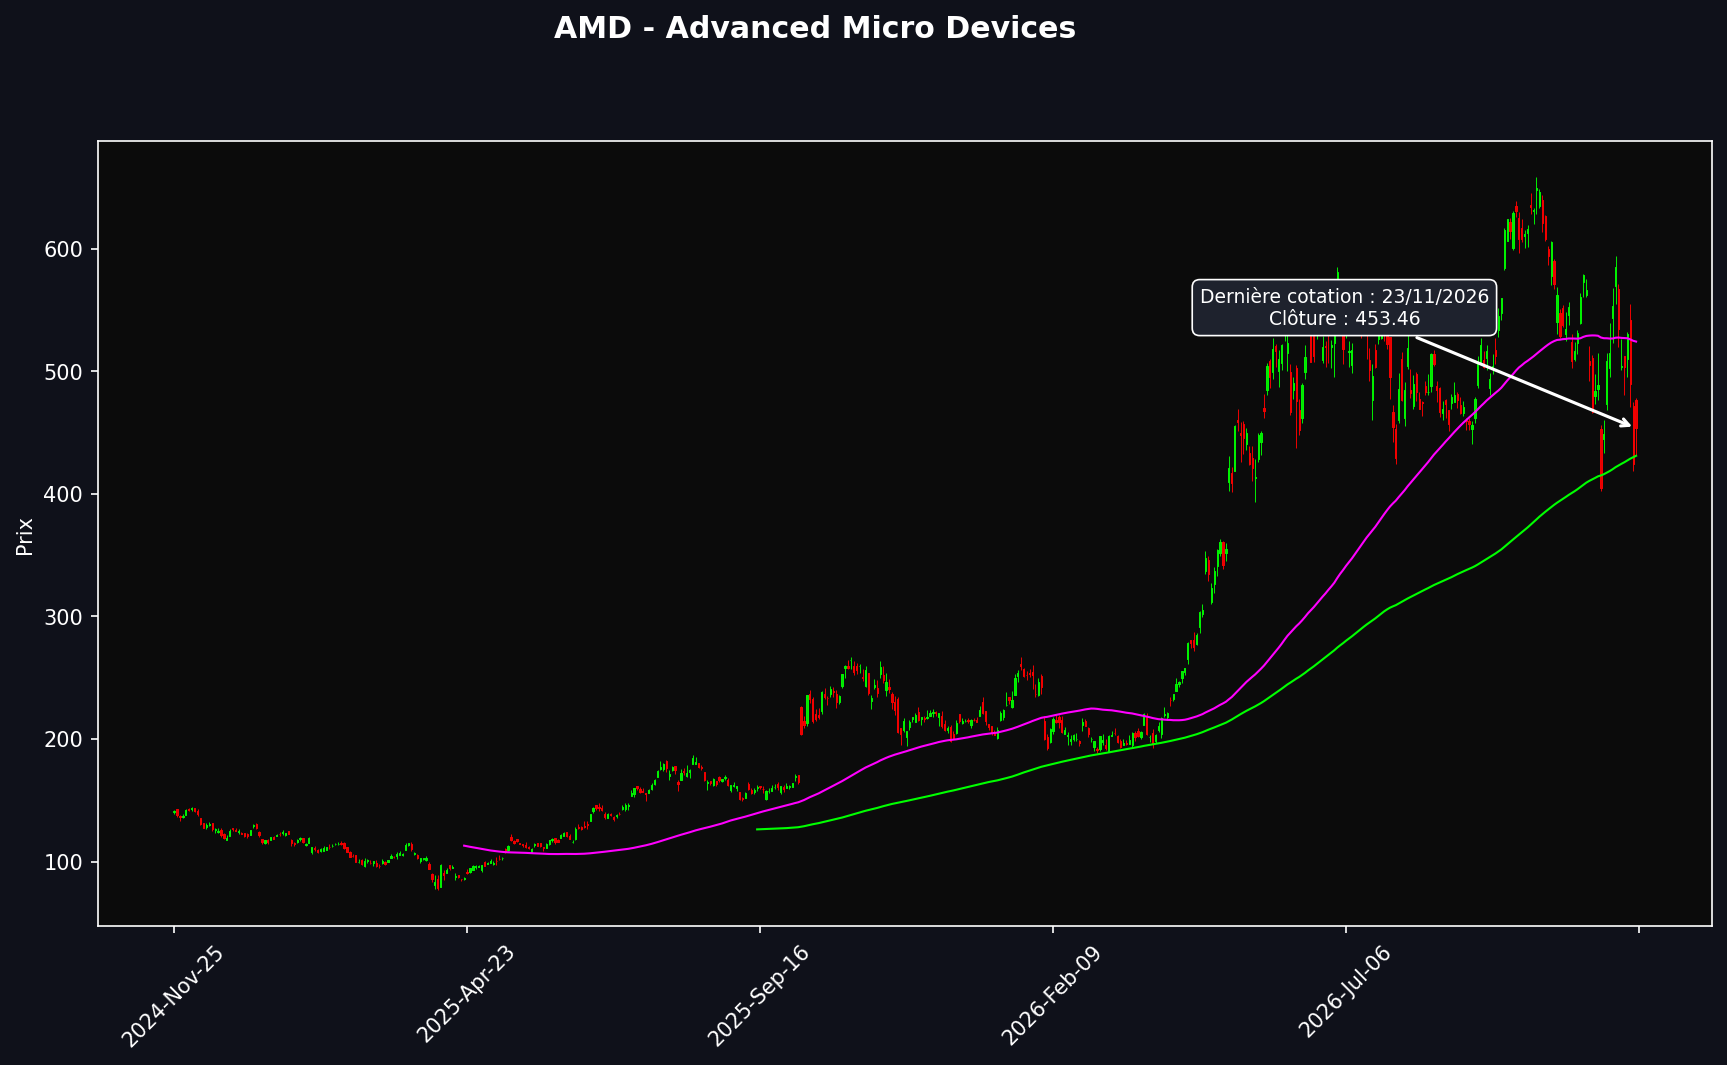 AMD - Advanced Micro Devices
Dernière cotation : 23/11/2026
Clôture : 453.46
Prix
600
500
400
300
200
100
2024-Nov-25
2025-Apr-23
2025-Sep-16
2026-Feb-09
2026-Jul-06